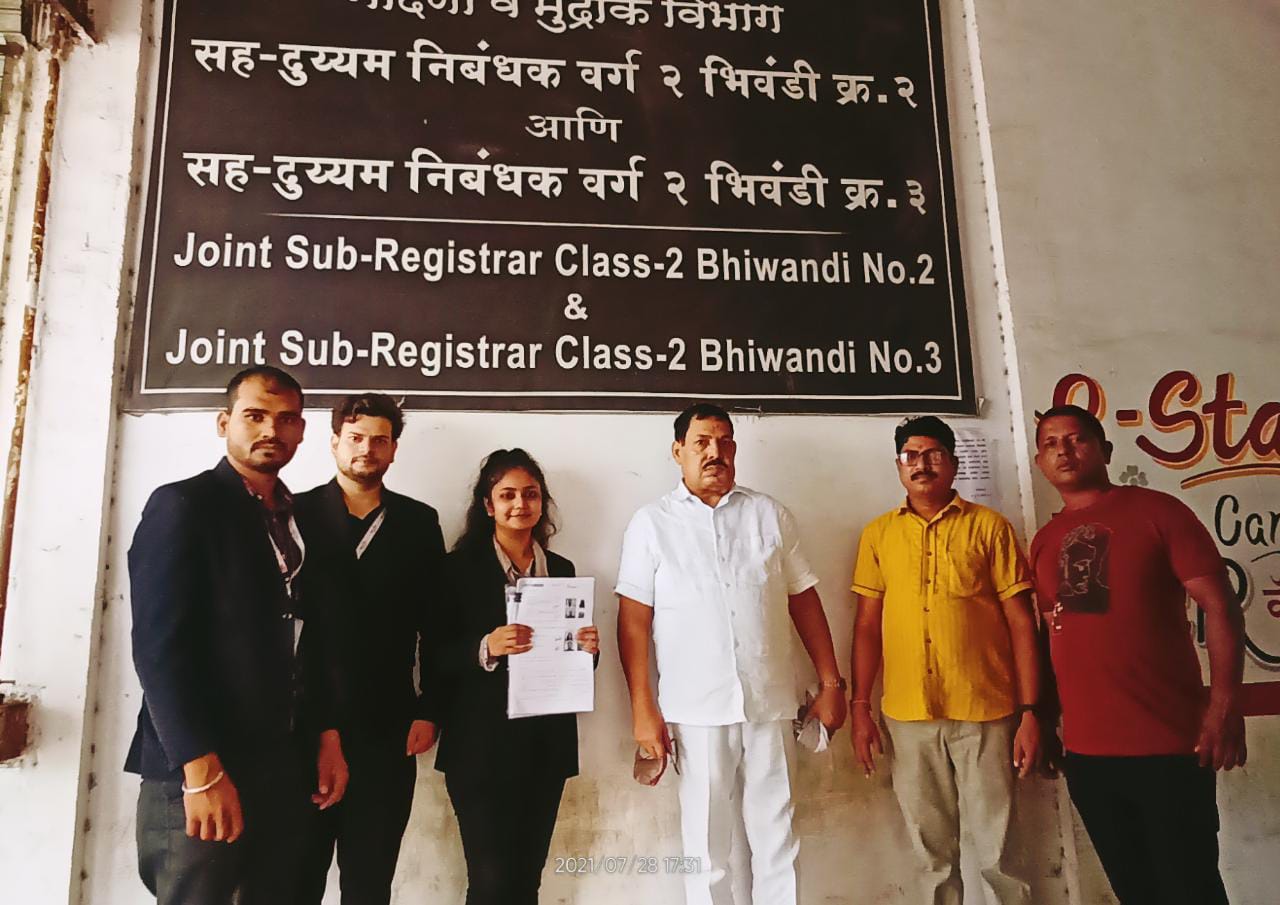 व मुद्रांक विभाग
सह-दुय्यम निबंधक वर्ग २ भिवंडी क्र.२
आणि
सह-दुय्यम निबंधक वर्ग २ भिवंडी क्र.३
Joint Sub-Registrar Class-2 Bhiwandi No.2
&
Joint Sub-Registrar Class-2 Bhiwandi No.3
2021/07/28 17:31